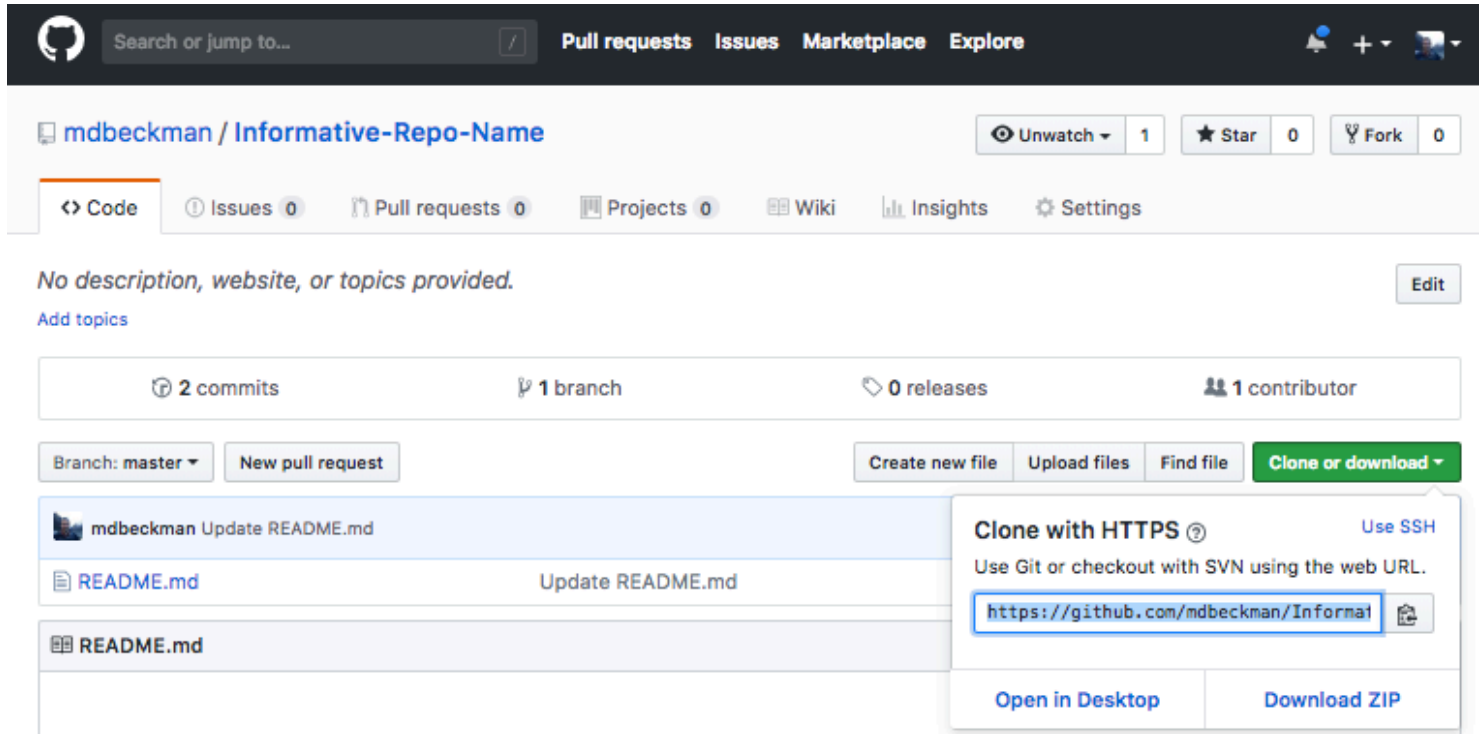 Search or jump to... / Pull requests Issues Marketplace Explore
mdbeckman / Informative-Repo-Name Unwatch 1 Star 0 Fork 0
<> Code Issues 0 Pull requests 0 Projects 0 Wiki Insights Settings
No description, website, or topics provided. Edit
Add topics
2 commits 1 branch 0 releases 1 contributor
Branch: master New pull request Create new file Upload files Find file Clone or download
mdbeckman Update README.md
README.md Update README.md
README.md
Clone with HTTPS ? Use SSH
Use Git or checkout with SVN using the web URL.
https://github.com/mdbeckman/Informat
Open in Desktop Download ZIP